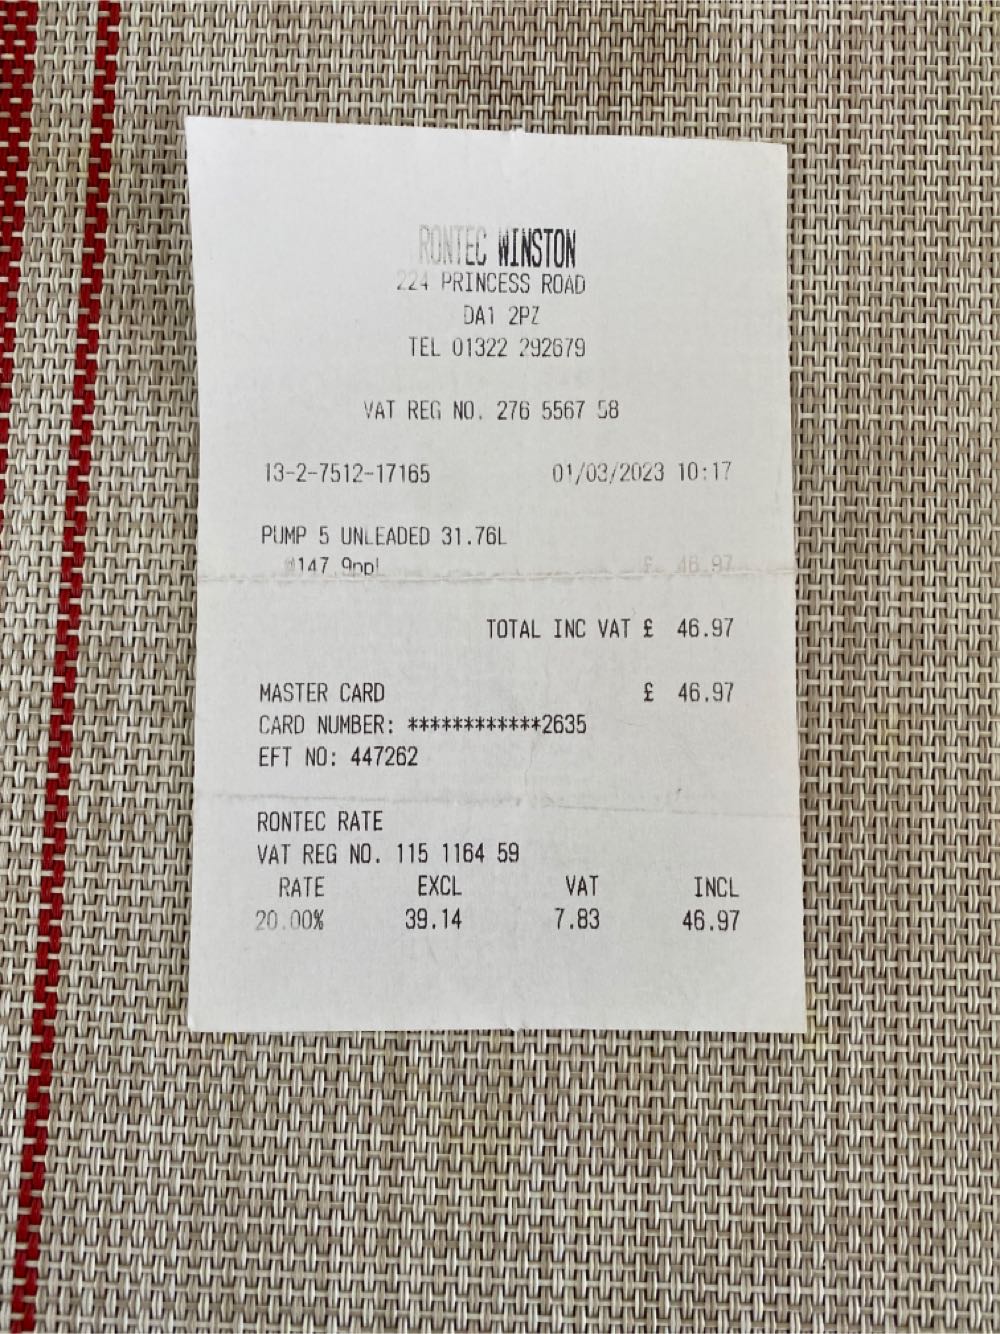 RONTEC WINSTON
224 PRINCESS ROAD
DA1 2PZ
TEL 01322 292679
VAT REG NO. 276 5567 58
13-2-7512-17165 01/03/2023 10:17
PUMP 5 UNLEADED 31.76L
@147.9ppl £ 46.97
TOTAL INC VAT £ 46.97
MASTER CARD £ 46.97
CARD NUMBER: ************2635
EFT NO: 447262
RONTEC RATE
VAT REG NO. 115 1164 59
RATE EXCL VAT INCL
20.00% 39.14 7.83 46.97